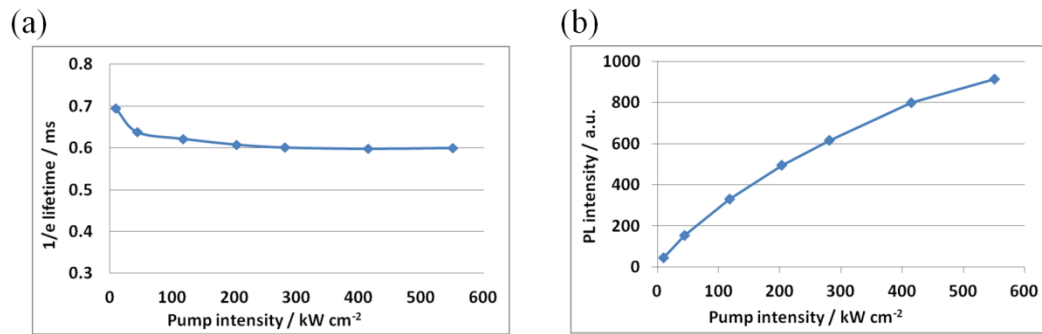 (a)
0.8
0.7
0.6
0.5
0.4
0.3
1/e lifetime / ms
0 100 200 300 400 500 600
Pump intensity / kW cm⁻²
(b)
1000
800
600
400
200
0
PL intensity / a.u.
0 100 200 300 400 500 600
Pump intensity / kW cm⁻²